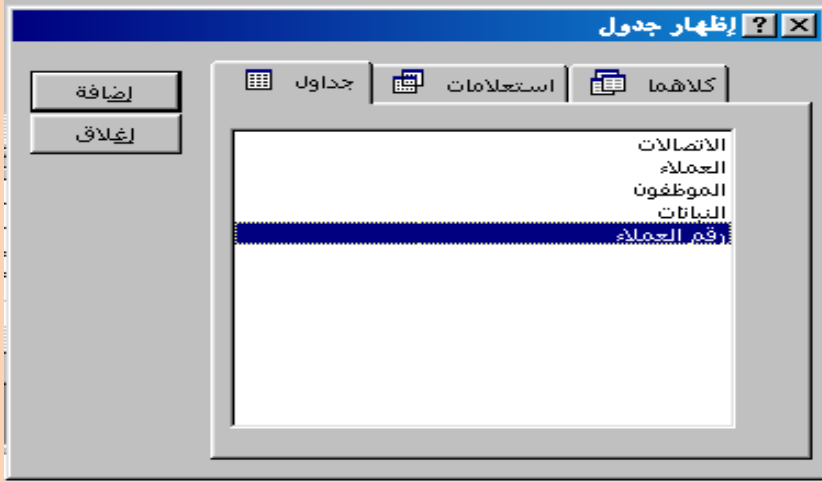 إظهار جدول
جداول
استعلامات
كلاهما
إضافة
إغلاق
الاتصالات
العملاء
الموظفون
النباتات
رقم العملاء